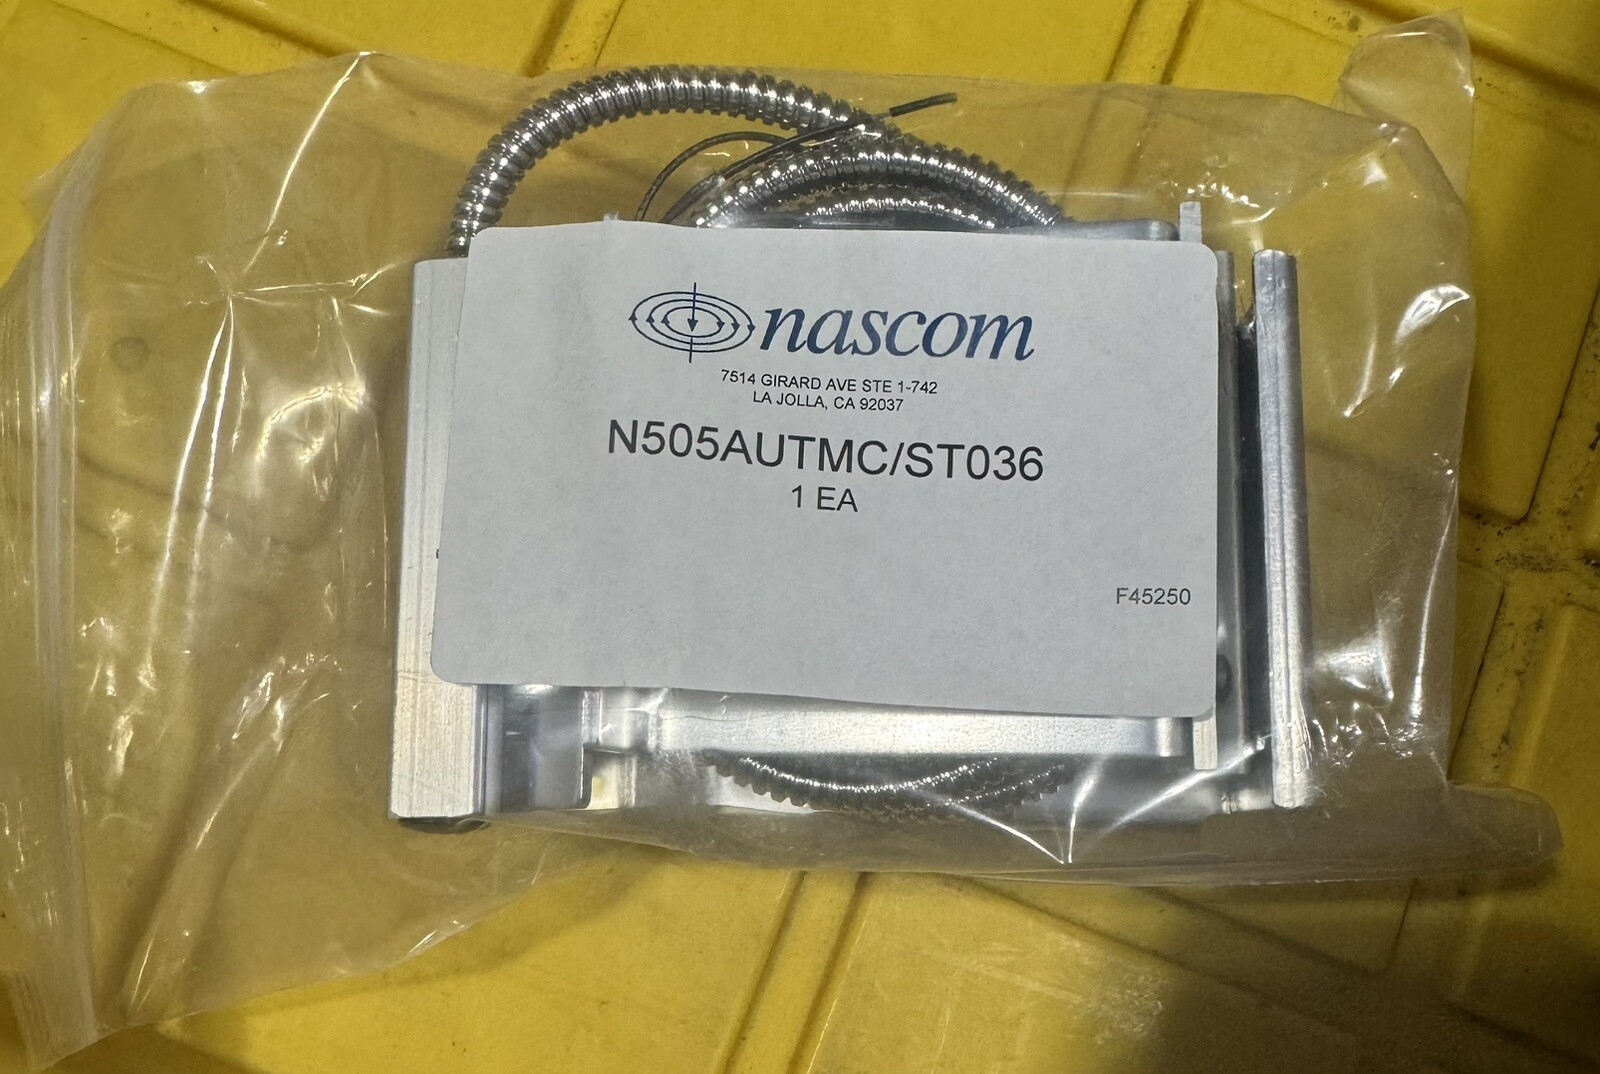 nascom
7514 GIRARD AVE STE 1-742
LA JOLLA, CA 92037
N505AUTMC/ST036
1 EA
F45250